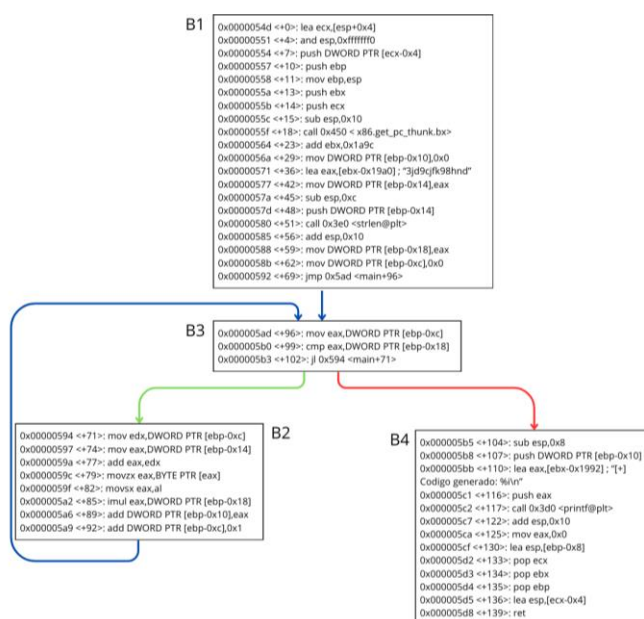 B1
0x0000054d <+0>: lea ecx,[esp+0x4]
0x00000551 <+4>: and esp,0xfffffff0
0x00000554 <+7>: push DWORD PTR [ecx-0x4]
0x00000557 <+10>: push ebp
0x00000558 <+11>: mov ebp,esp
0x0000055a <+13>: push ebx
0x0000055b <+14>: push ecx
0x0000055c <+15>: sub esp,0x10
0x0000055f <+18>: call 0x450 < x86.get_pc_thunk.bx>
0x00000564 <+23>: add ebx,0x1a9c
0x0000056a <+29>: mov DWORD PTR [ebp-0x10],0x0
0x00000571 <+36>: lea eax,[ebx-0x19a0] ; "3jd9cjfk98hnd"
0x00000577 <+42>: mov DWORD PTR [ebp-0x14],eax
0x0000057a <+45>: sub esp,0xc
0x0000057d <+48>: push DWORD PTR [ebp-0x14]
0x00000580 <+51>: call 0x3e0 <strlen@plt>
0x00000585 <+56>: add esp,0x10
0x00000588 <+59>: mov DWORD PTR [ebp-0x18],eax
0x0000058b <+62>: mov DWORD PTR [ebp-0xc],0x0
0x00000592 <+69>: jmp 0x5ad <main+96>
B3
0x000005ad <+96>: mov eax,DWORD PTR [ebp-0xc]
0x000005b0 <+99>: cmp eax,DWORD PTR [ebp-0x18]
0x000005b3 <+102>: jl 0x594 <main+71>
B2
0x00000594 <+71>: mov edx,DWORD PTR [ebp-0xc]
0x00000597 <+74>: mov eax,DWORD PTR [ebp-0x14]
0x0000059a <+77>: add eax,edx
0x0000059c <+79>: movzx eax,BYTE PTR [eax]
0x0000059f <+82>: movsx eax,al
0x000005a2 <+85>: imul eax,DWORD PTR [ebp-0x18]
0x000005a6 <+89>: add DWORD PTR [ebp-0x10],eax
0x000005a9 <+92>: add DWORD PTR [ebp-0xc],0x1
B4
0x000005b5 <+104>: sub esp,0x8
0x000005b8 <+107>: push DWORD PTR [ebp-0x10]
0x000005bb <+110>: lea eax,[ebx-0x1992] ; "[+]
Codigo generado: %i\n"
0x000005c1 <+116>: push eax
0x000005c2 <+117>: call 0x3d0 <printf@plt>
0x000005c7 <+122>: add esp,0x10
0x000005ca <+125>: mov eax,0x0
0x000005cf <+130>: lea esp,[ebp-0x8]
0x000005d2 <+133>: pop ecx
0x000005d3 <+134>: pop ebx
0x000005d4 <+135>: pop ebp
0x000005d5 <+136>: lea esp,[ecx-0x4]
0x000005d8 <+139>: ret